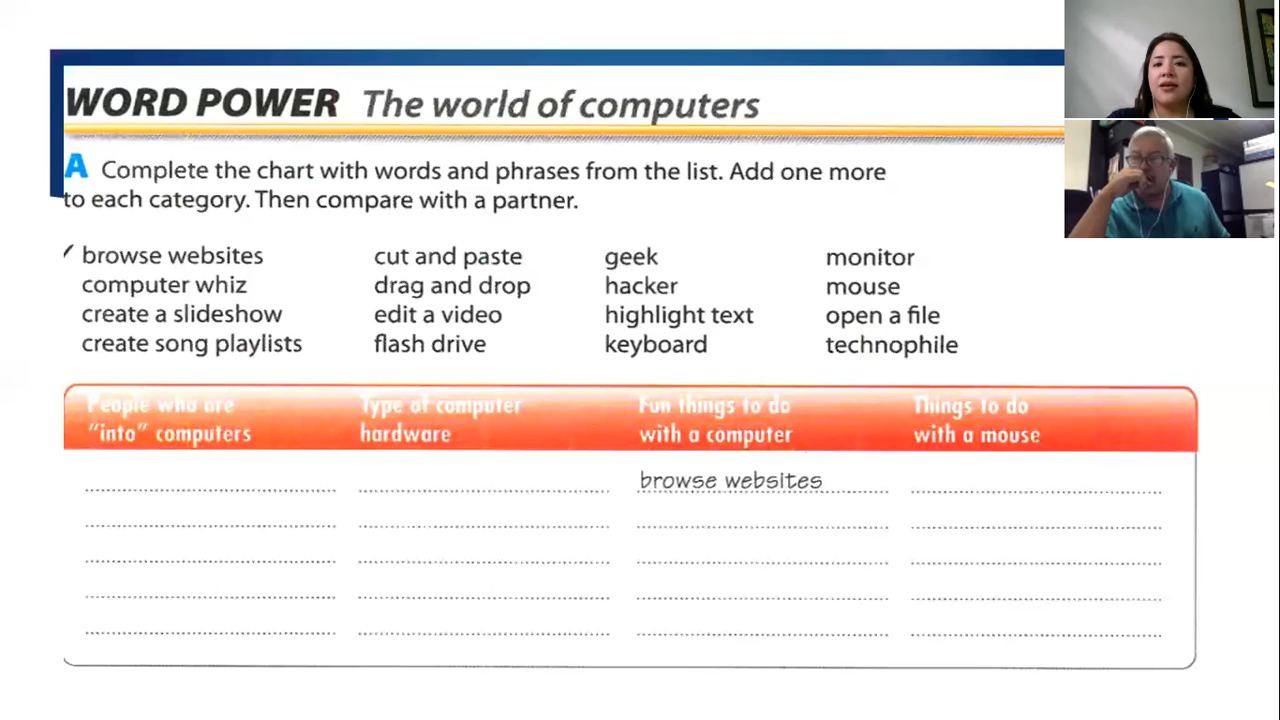 WORD POWER The world of computers
A Complete the chart with words and phrases from the list. Add one more
to each category. Then compare with a partner.
✓ browse websites cut and paste geek monitor
computer whiz drag and drop hacker mouse
create a slideshow edit a video highlight text open a file
create song playlists flash drive keyboard technophile
People who are Type of computer Fun things to do Things to do
"into" computers hardware with a computer with a mouse
browse websites